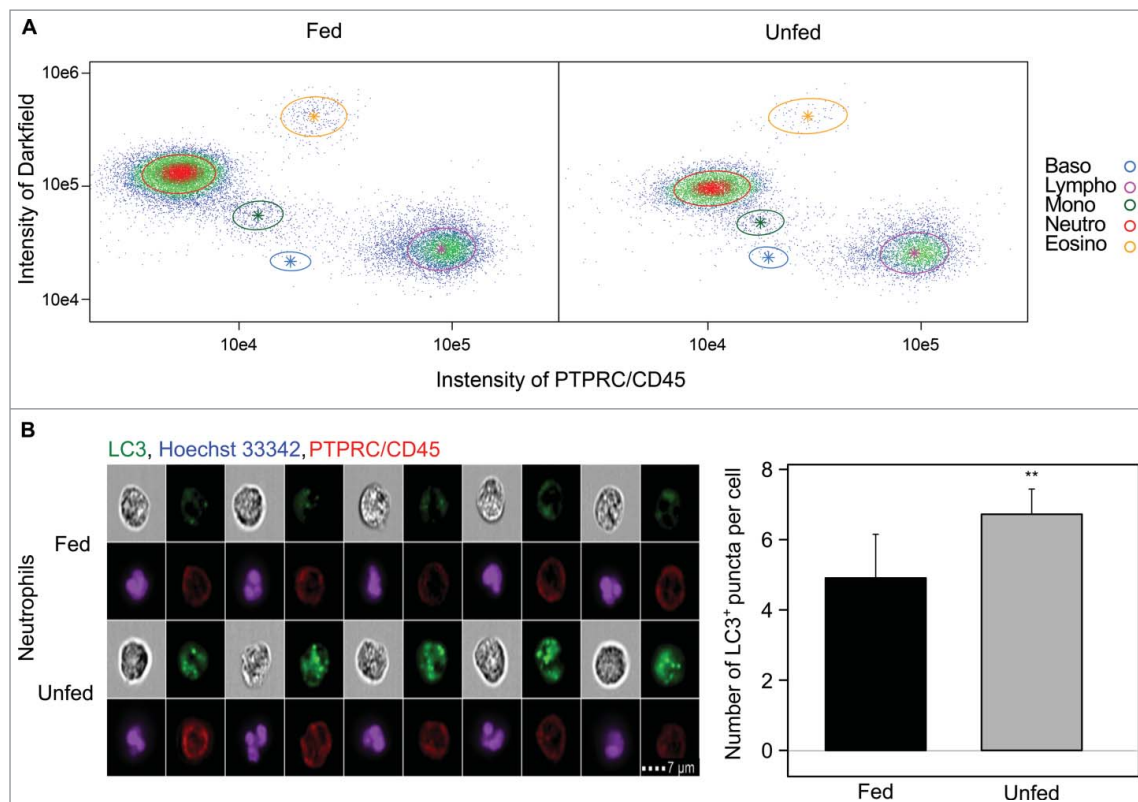 A
Fed
Unfed
Intensity of Darkfield
10e6
10e5
10e4
10e4
10e5
10e4
10e5
Instensity of PTPRC/CD45
Baso
Lympho
Mono
Neutro
Eosino
B
LC3, Hoechst 33342, PTPRC/CD45
Neutrophils
Fed
Unfed
7 μm
Number of LC3⁺ puncta per cell
8
6
4
2
0
**
Fed
Unfed